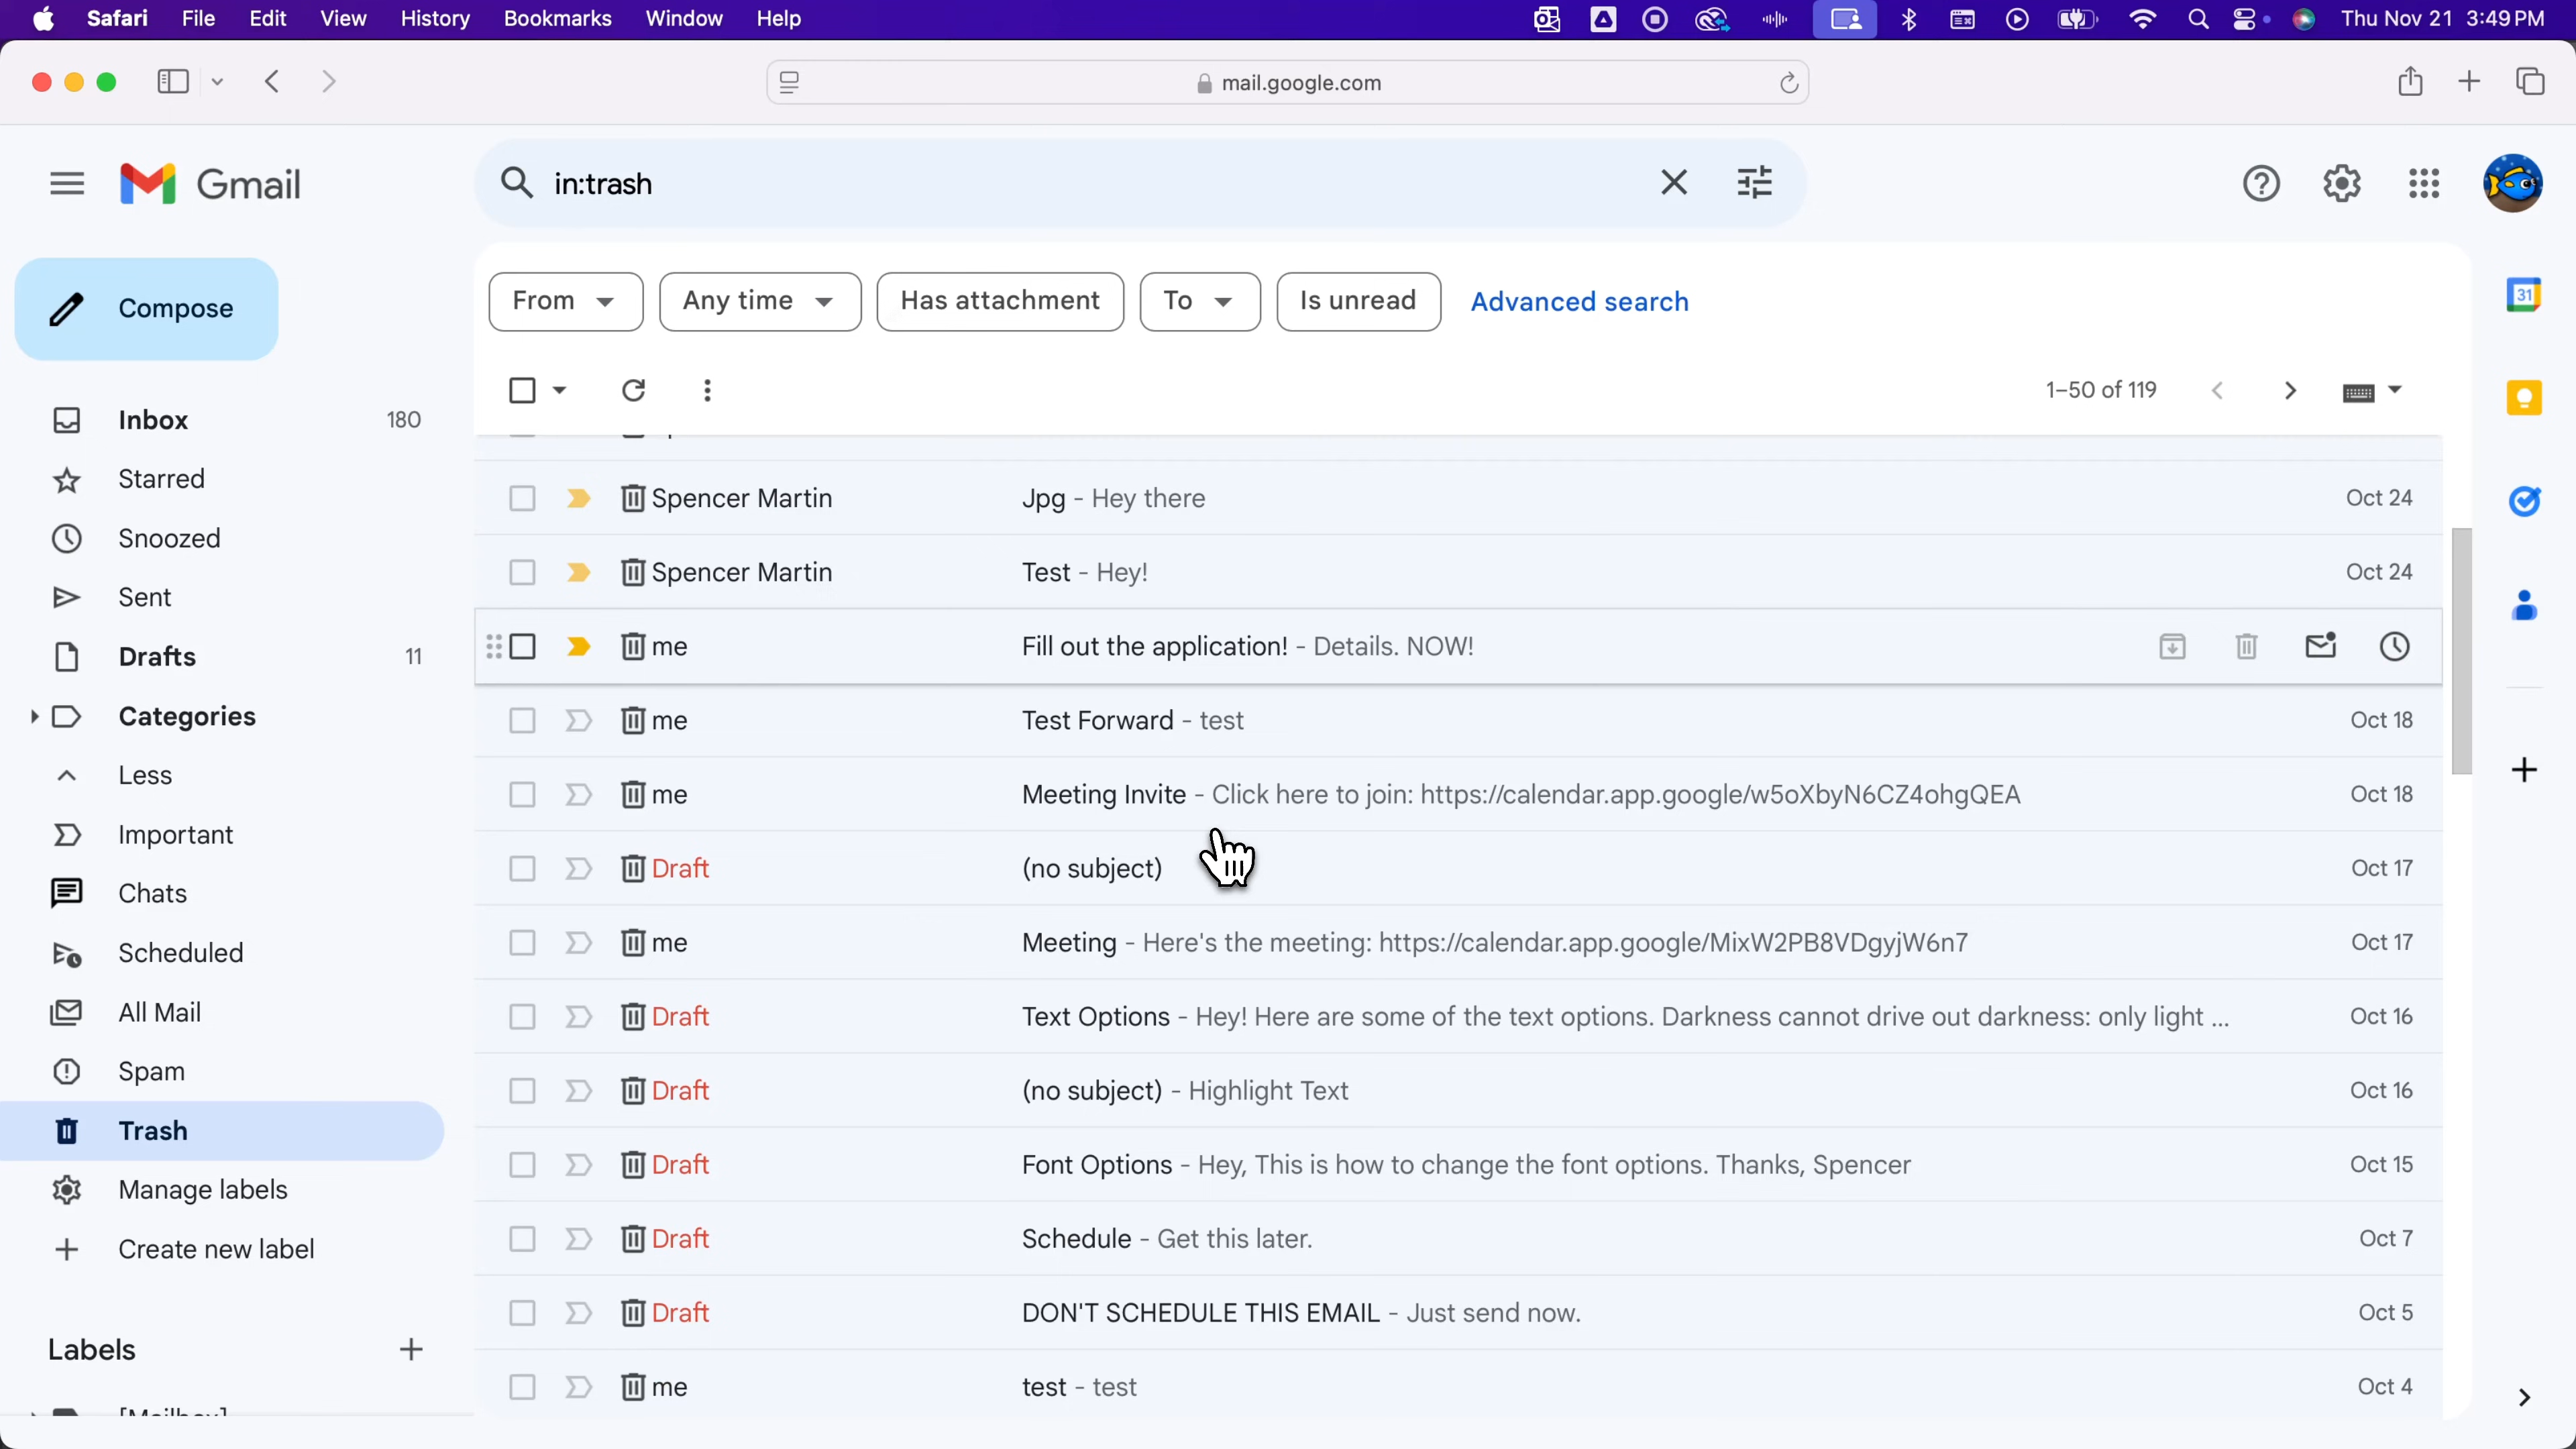 Safari File Edit View History Bookmarks Window Help Thu Nov 21 3:49 PM
mail.google.com
Gmail
in:trash
Compose
From Any time Has attachment To Is unread Advanced search
1–50 of 119
31
Inbox 180
Starred
Snoozed
Sent
Drafts 11
Categories
Less
Important
Chats
Scheduled
All Mail
Spam
Trash
Manage labels
Create new label
Labels
Spencer Martin Jpg - Hey there Oct 24
Spencer Martin Test - Hey! Oct 24
me Fill out the application! - Details. NOW!
me Test Forward - test Oct 18
me Meeting Invite - Click here to join: https://calendar.app.google/w5oXbyN6CZ4ohgQEA Oct 18
Draft (no subject) Oct 17
me Meeting - Here's the meeting: https://calendar.app.google/MixW2PB8VDgyjW6n7 Oct 17
Draft Text Options - Hey! Here are some of the text options. Darkness cannot drive out darkness: only light ... Oct 16
Draft (no subject) - Highlight Text Oct 16
Draft Font Options - Hey, This is how to change the font options. Thanks, Spencer Oct 15
Draft Schedule - Get this later. Oct 7
Draft DON'T SCHEDULE THIS EMAIL - Just send now. Oct 5
me test - test Oct 4